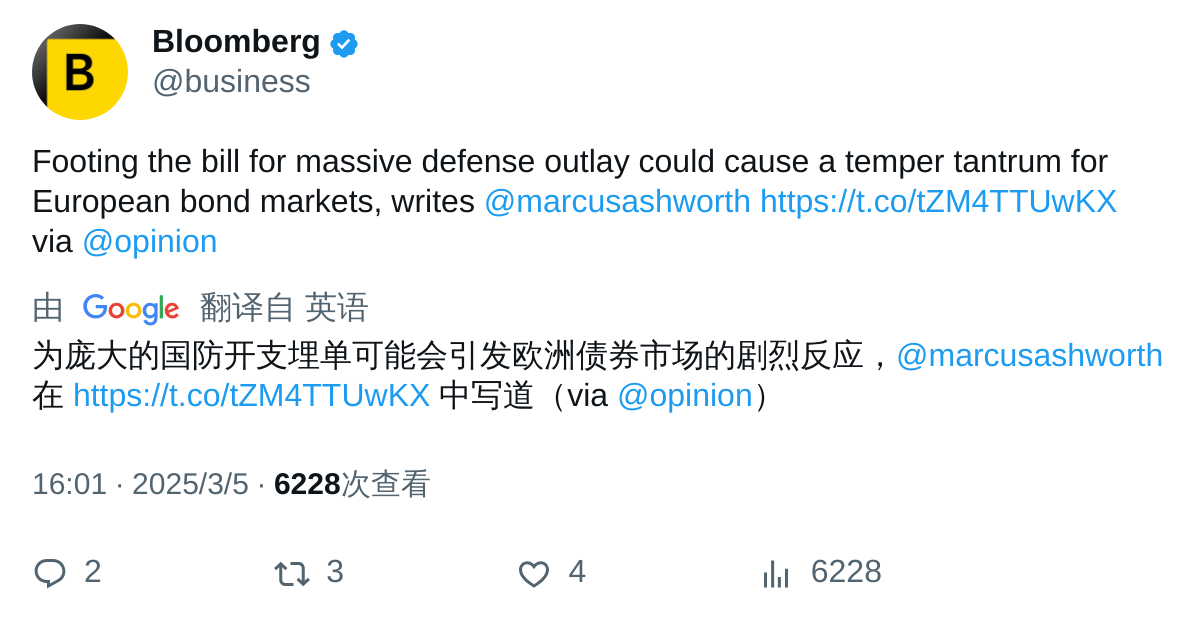 B
Bloomberg
@business
Footing the bill for massive defense outlay could cause a temper tantrum for
European bond markets, writes @marcusashworth https://t.co/tZM4TTUwKX
via @opinion
由 Google 翻译自 英语
为庞大的国防开支埋单可能会引发欧洲债券市场的剧烈反应，@marcusashworth
在 https://t.co/tZM4TTUwKX 中写道（via @opinion）
16:01 · 2025/3/5 · 6228次查看
2 3 4 6228